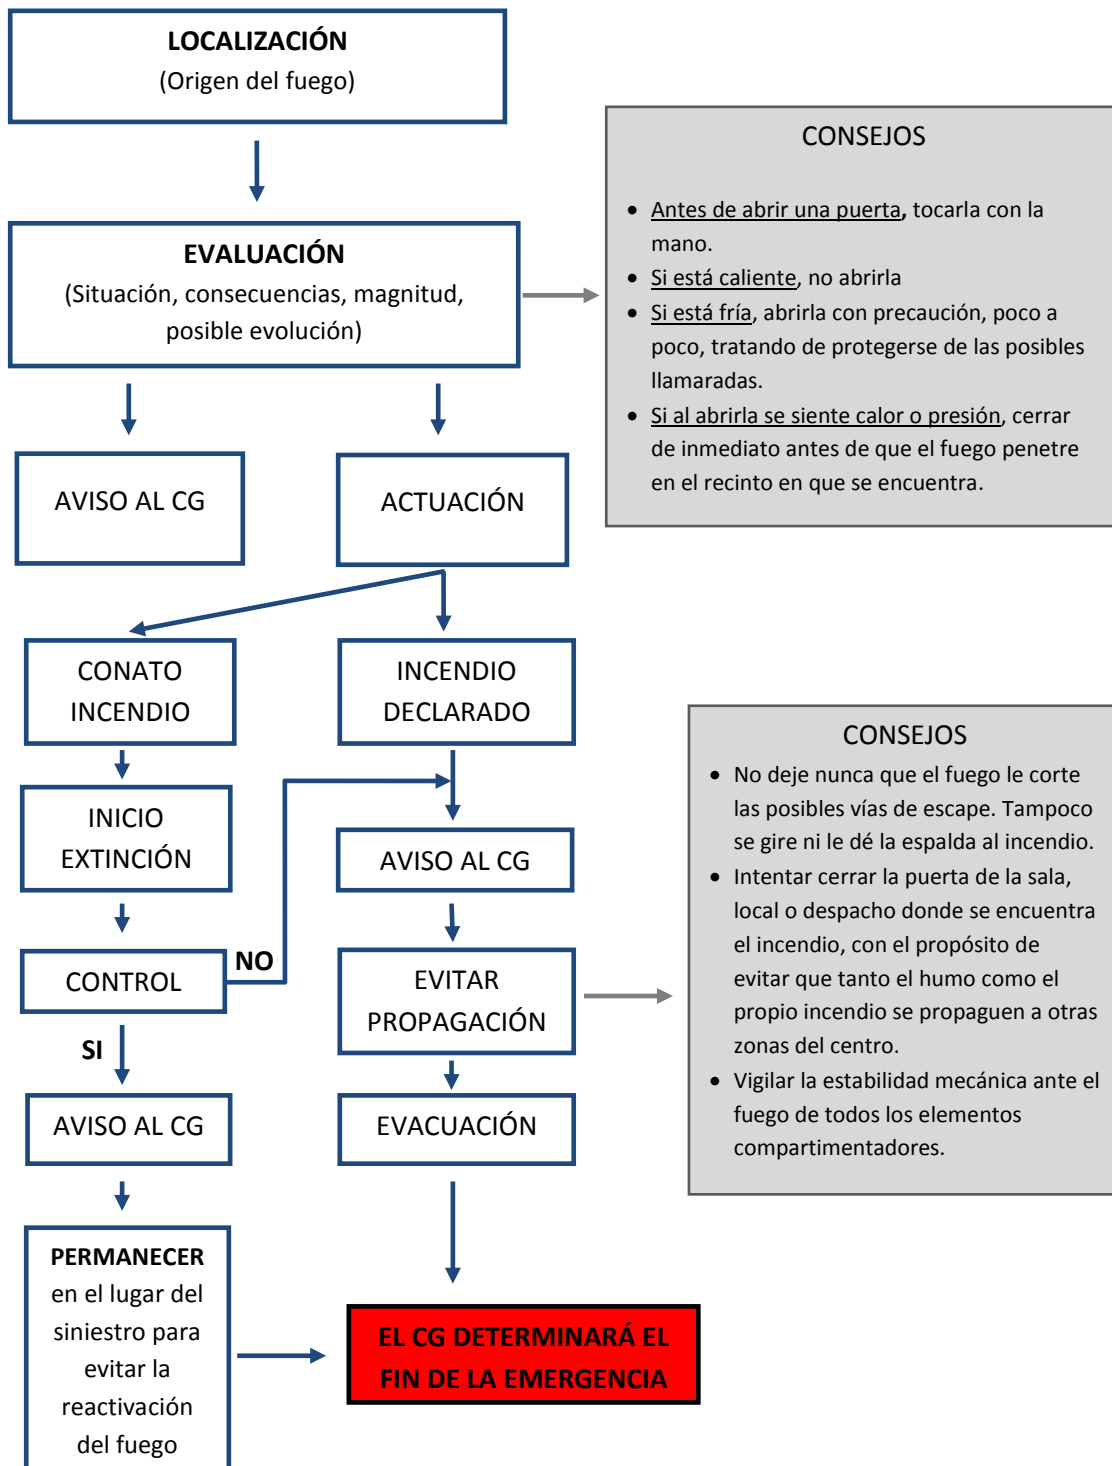 LOCALIZACIÓN
(Origen del fuego)
CONSEJOS
• Antes de abrir una puerta, tocarla con la
mano.
• Si está caliente, no abrirla
• Si está fría, abrirla con precaución, poco a
poco, tratando de protegerse de las posibles
llamaradas.
• Si al abrirla se siente calor o presión, cerrar
de inmediato antes de que el fuego penetre
en el recinto en que se encuentra.
EVALUACIÓN
(Situación, consecuencias, magnitud,
posible evolución)
AVISO AL CG
ACTUACIÓN
CONATO
INCENDIO
INCENDIO
DECLARADO
INICIO
EXTINCIÓN
AVISO AL CG
CONTROL
NO
SI
EVITAR
PROPAGACIÓN
CONSEJOS
• No deje nunca que el fuego le corte
las posibles vías de escape. Tampoco
se gire ni le dé la espalda al incendio.
• Intentar cerrar la puerta de la sala,
local o despacho donde se encuentra
el incendio, con el propósito de
evitar que tanto el humo como el
propio incendio se propaguen a otras
zonas del centro.
• Vigilar la estabilidad mecánica ante el
fuego de todos los elementos
compartimentadores.
AVISO AL CG
EVACUACIÓN
PERMANECER
en el lugar del
siniestro para
evitar la
reactivación
del fuego
EL CG DETERMINARÁ EL
FIN DE LA EMERGENCIA